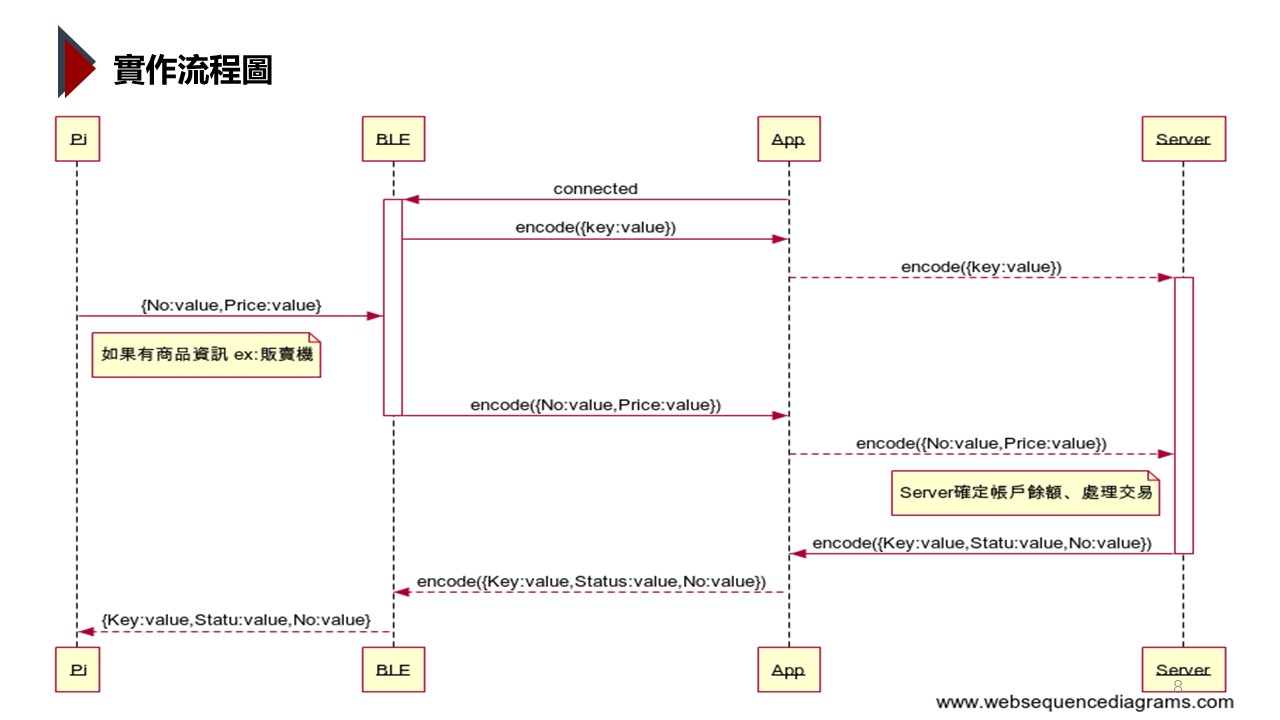 實作流程圖
Pi BLE App Server
connected
encode({key:value})
encode({key:value})
{No:value,Price:value}
如果有商品資訊 ex:販賣機
encode({No:value,Price:value})
encode({No:value,Price:value})
Server確定帳戶餘額、處理交易
encode({Key:value,Statu:value,No:value})
encode({Key:value,Status:value,No:value})
{Key:value,Statu:value,No:value}
Pi BLE App Server
8
www.websequencediagrams.com